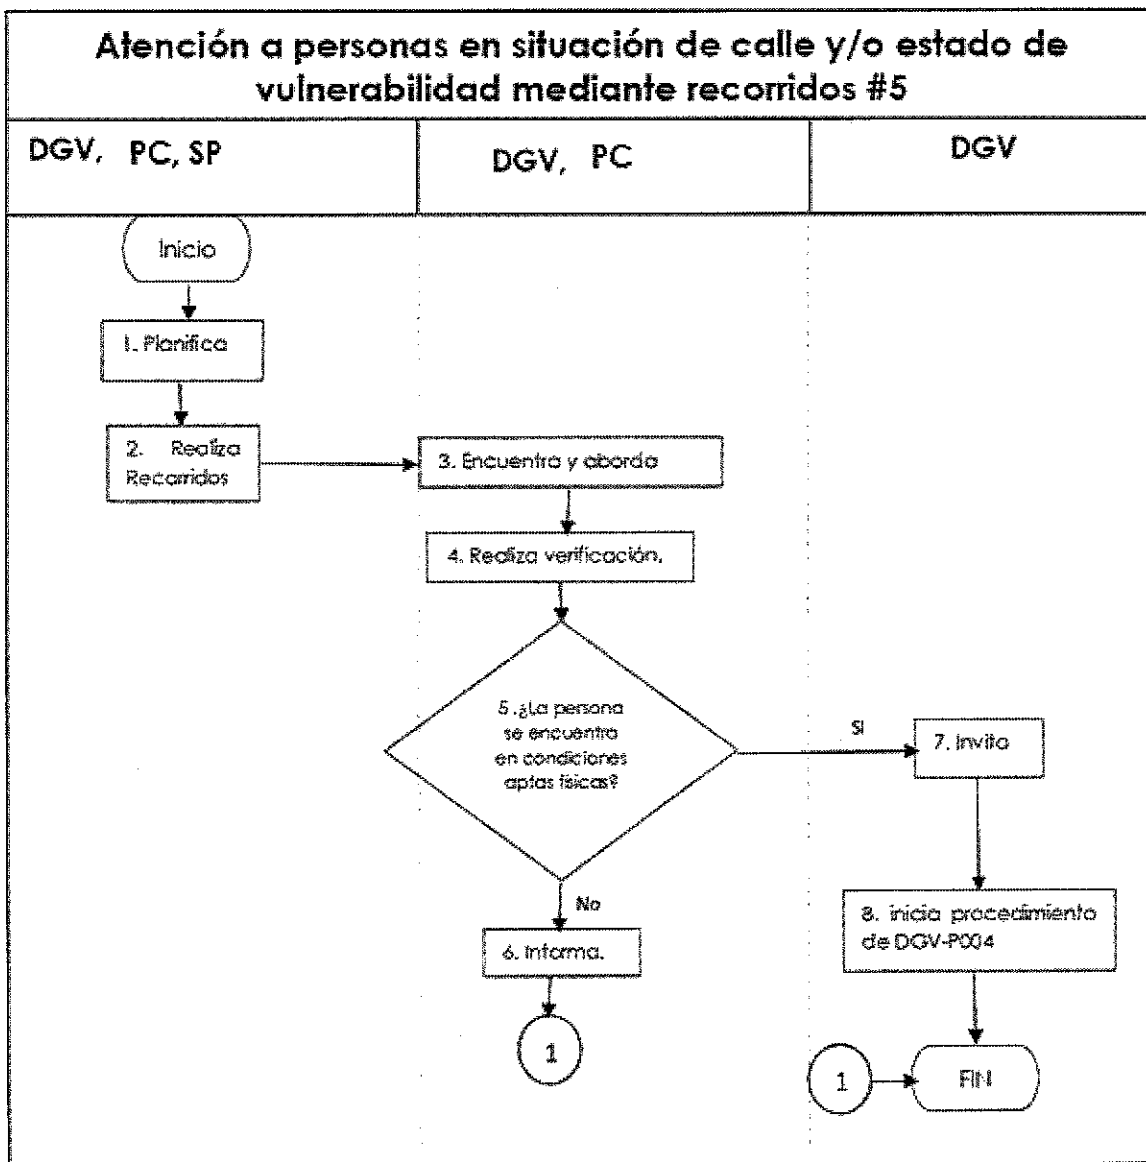 Atención a personas en situación de calle y/o estado de
vulnerabilidad mediante recorridos #5
DGV, PC, SP
DGV, PC
DGV
Inicio
1. Planifica
2. Realiza
Recorridos
3. Encuentra y aborda
4. Realiza verificación.
5. ¿La persona
se encuentra
en condiciones
aptas físicas?
Si
7. Invita
No
6. Informa.
8. inicia procedimiento
de DGV-P004
1
1
FIN